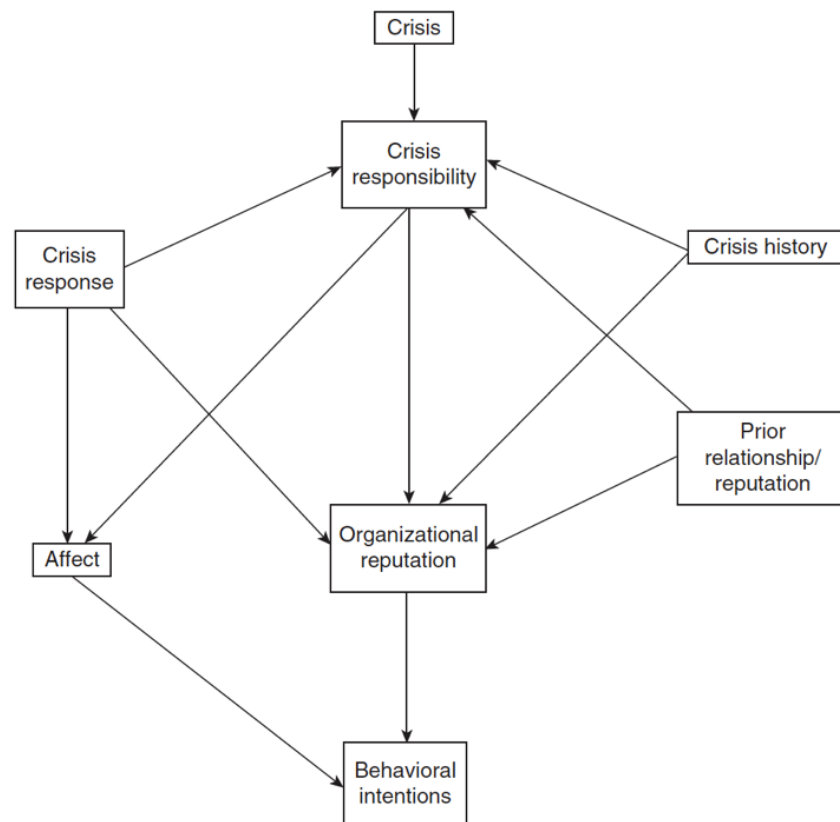 Crisis
Crisis
responsibility
Crisis
response
Crisis history
Prior
relationship/
reputation
Organizational
reputation
Affect
Behavioral
intentions